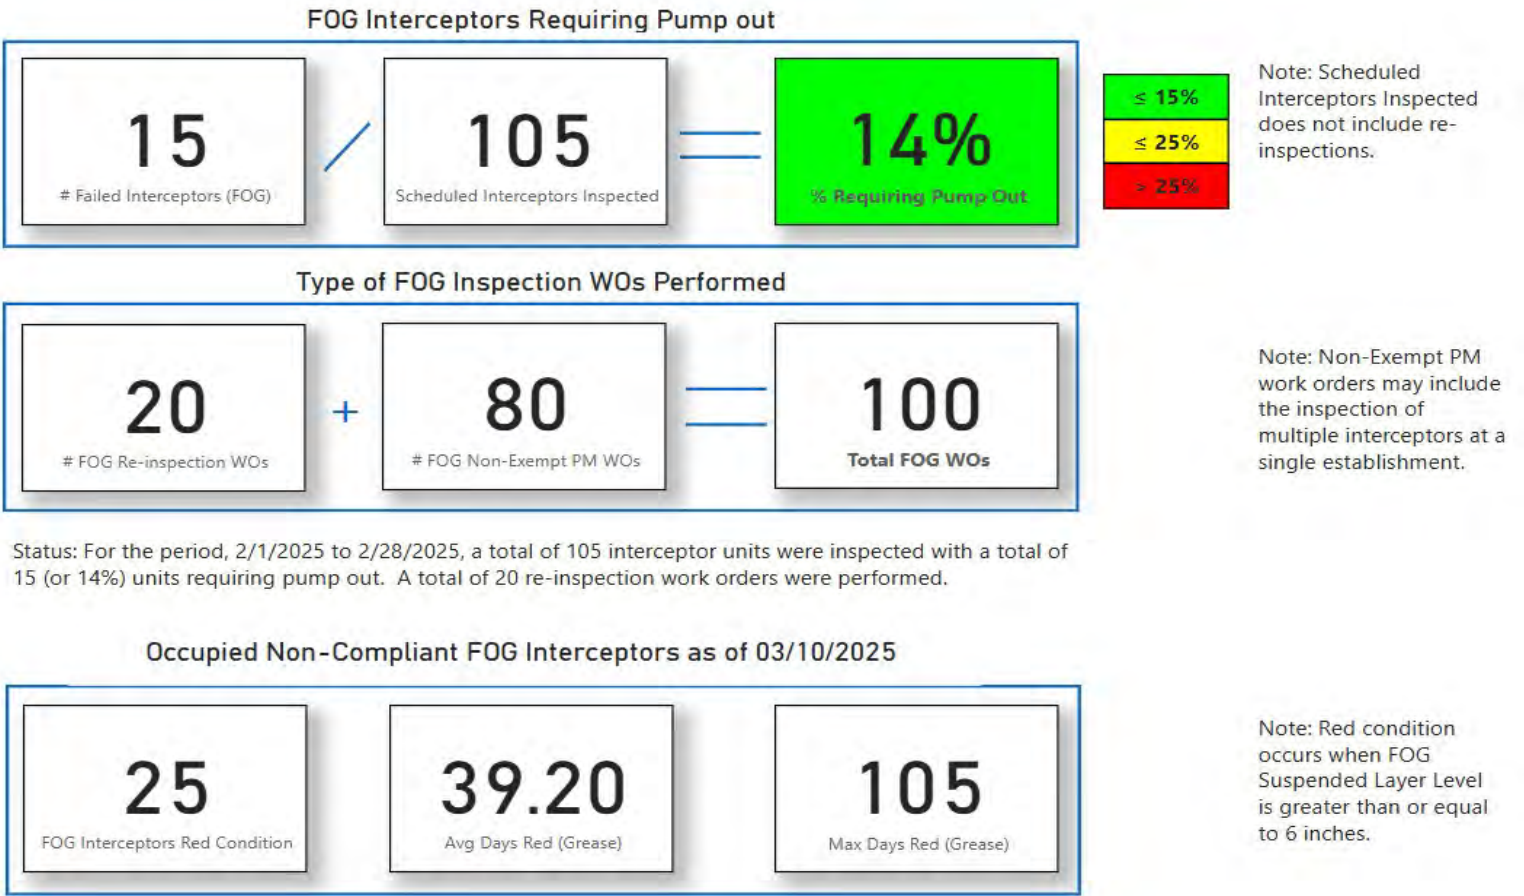 FOG Interceptors Requiring Pump out
15
# Failed Interceptors (FOG)
/
105
Scheduled Interceptors Inspected
=
14%
% Requiring Pump Out
≤ 15%
≤ 25%
> 25%
Note: Scheduled
Interceptors Inspected
does not include re-
inspections.
Type of FOG Inspection WOs Performed
20
# FOG Re-inspection WOs
+
80
# FOG Non-Exempt PM WOs
=
100
Total FOG WOs
Note: Non-Exempt PM
work orders may include
the inspection of
multiple interceptors at a
single establishment.
Status: For the period, 2/1/2025 to 2/28/2025, a total of 105 interceptor units were inspected with a total of
15 (or 14%) units requiring pump out.  A total of 20 re-inspection work orders were performed.
Occupied Non-Compliant FOG Interceptors as of 03/10/2025
25
FOG Interceptors Red Condition
39.20
Avg Days Red (Grease)
105
Max Days Red (Grease)
Note: Red condition
occurs when FOG
Suspended Layer Level
is greater than or equal
to 6 inches.